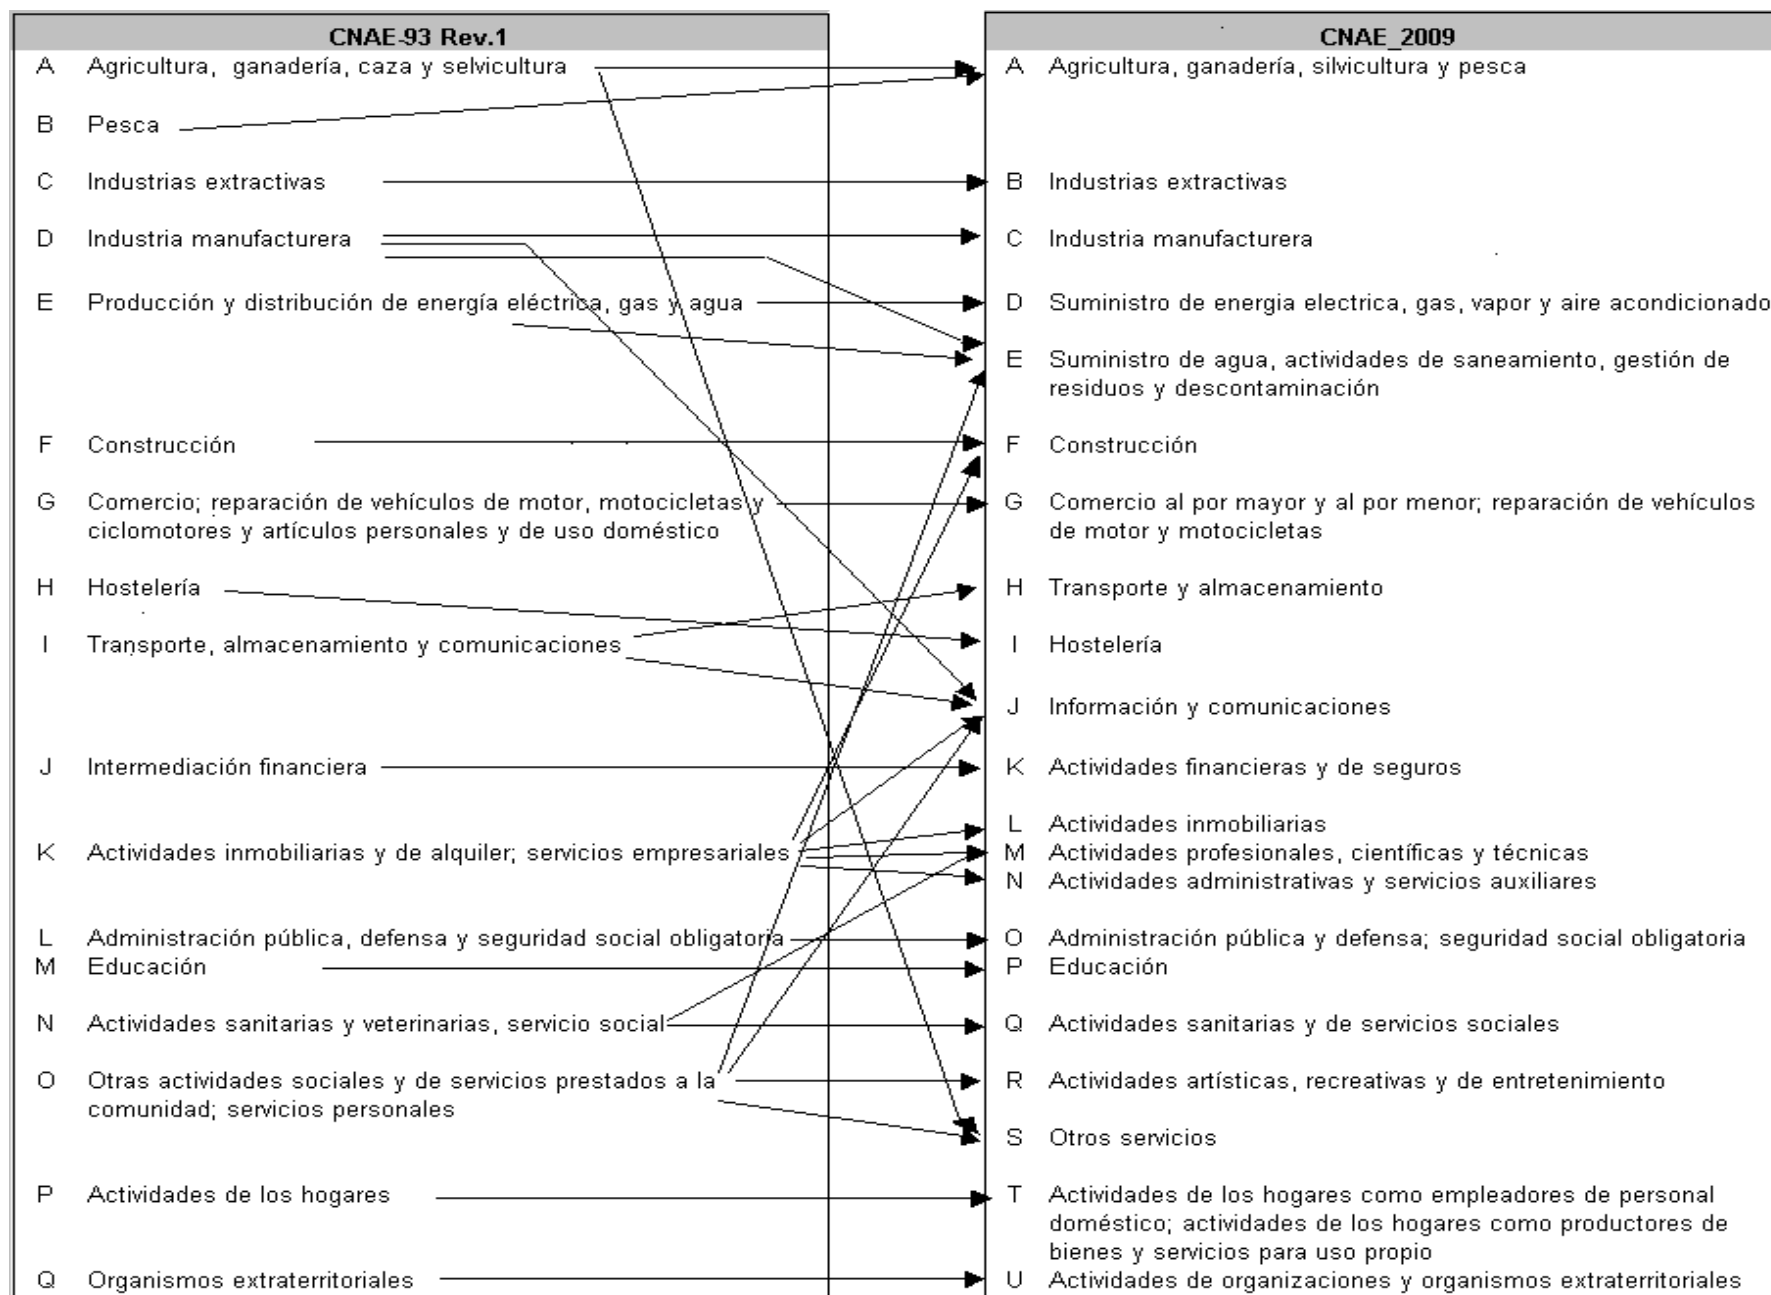 CNAE-93 Rev.1
A Agricultura, ganadería, caza y selvicultura
B Pesca
C Industrias extractivas
D Industria manufacturera
E Producción y distribución de energía eléctrica, gas y agua
F Construcción
G Comercio; reparación de vehículos de motor, motocicletas y
ciclomotores y artículos personales y de uso doméstico
H Hostelería
I Transporte, almacenamiento y comunicaciones
J Intermediación financiera
K Actividades inmobiliarias y de alquiler; servicios empresariales
L Administración pública, defensa y seguridad social obligatoria
M Educación
N Actividades sanitarias y veterinarias, servicio social
O Otras actividades sociales y de servicios prestados a la
comunidad; servicios personales
P Actividades de los hogares
Q Organismos extraterritoriales
CNAE_2009
A Agricultura, ganadería, silvicultura y pesca
B Industrias extractivas
C Industria manufacturera
D Suministro de energia electrica, gas, vapor y aire acondicionado
E Suministro de agua, actividades de saneamiento, gestión de
residuos y descontaminación
F Construcción
G Comercio al por mayor y al por menor; reparación de vehículos
de motor y motocicletas
H Transporte y almacenamiento
I Hostelería
J Información y comunicaciones
K Actividades financieras y de seguros
L Actividades inmobiliarias
M Actividades profesionales, científicas y técnicas
N Actividades administrativas y servicios auxiliares
O Administración pública y defensa; seguridad social obligatoria
P Educación
Q Actividades sanitarias y de servicios sociales
R Actividades artísticas, recreativas y de entretenimiento
S Otros servicios
T Actividades de los hogares como empleadores de personal
doméstico; actividades de los hogares como productores de
bienes y servicios para uso propio
U Actividades de organizaciones y organismos extraterritoriales